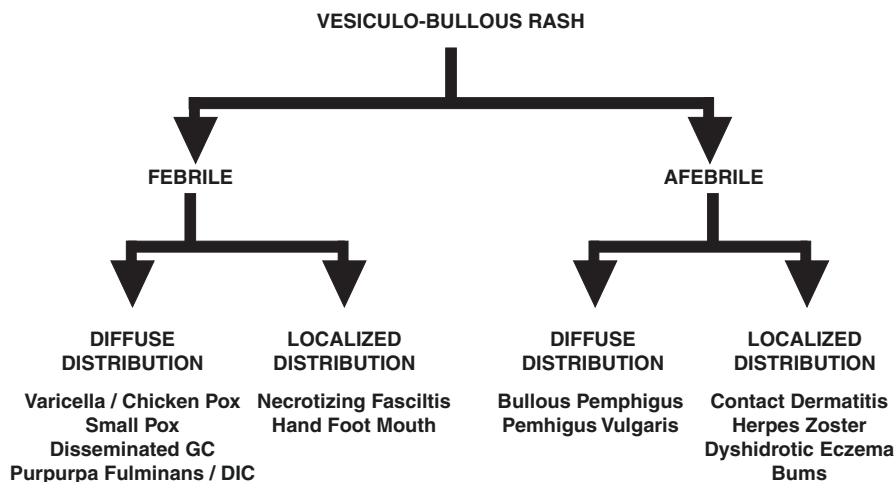 VESICULO-BULLOUS RASH
FEBRILE
AFEBRILE
DIFFUSE
DISTRIBUTION
Varicella / Chicken Pox
Small Pox
Disseminated GC
Purpurpa Fulminans / DIC
LOCALIZED
DISTRIBUTION
Necrotizing Fasciltis
Hand Foot Mouth
DIFFUSE
DISTRIBUTION
Bullous Pemphigus
Pemhigus Vulgaris
LOCALIZED
DISTRIBUTION
Contact Dermatitis
Herpes Zoster
Dyshidrotic Eczema
Bums